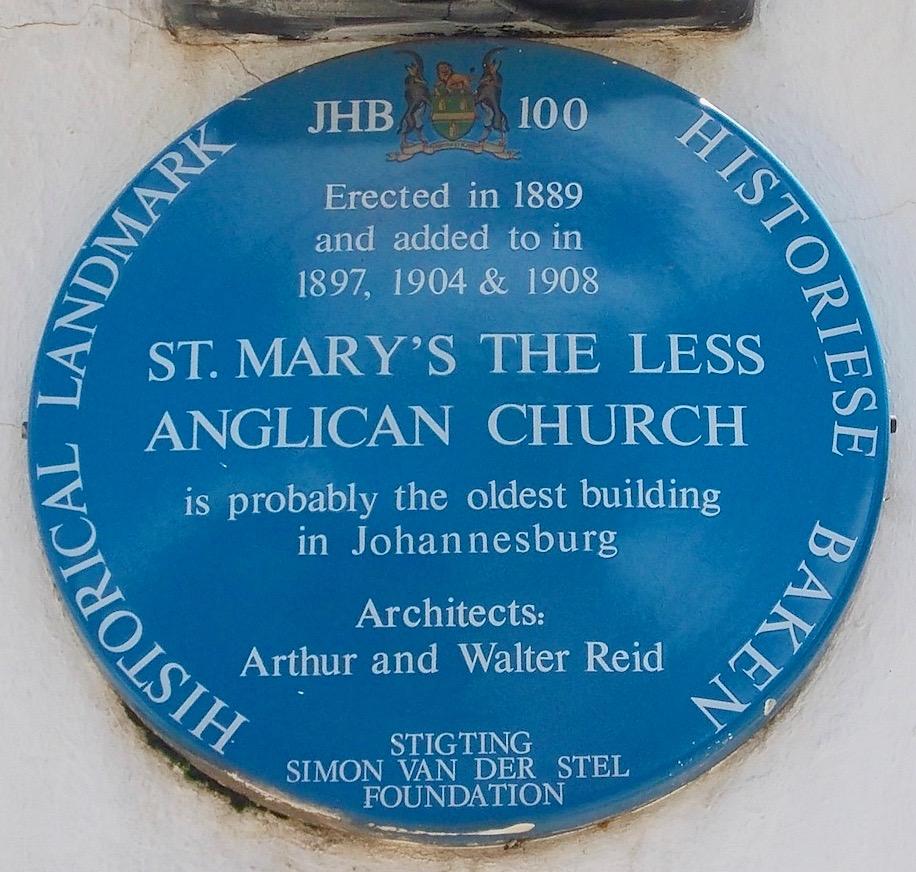 JHB 100
Erected in 1889
and added to in
1897, 1904 & 1908
ST. MARY'S THE LESS
ANGLICAN CHURCH
is probably the oldest building
in Johannesburg
Architects:
Arthur and Walter Reid
STIGTING
SIMON VAN DER STEL
FOUNDATION
HISTORICAL LANDMARK
HISTORIESE BAKEN